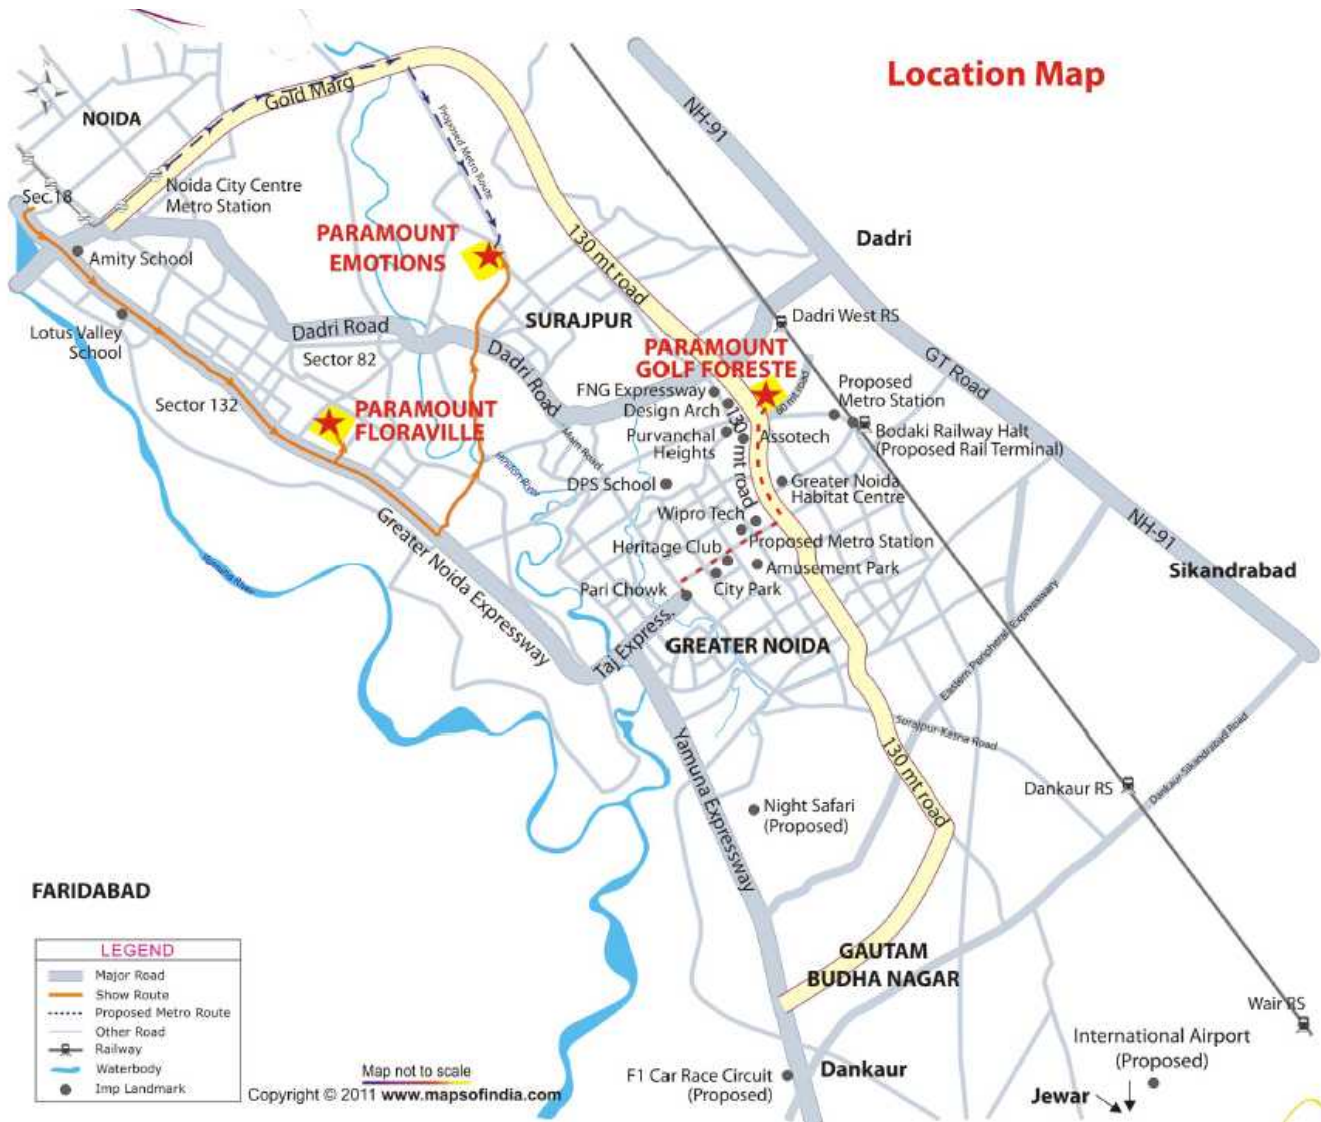 Location Map
NOIDA
Gold Marg
Proposed Metro Route
NH-91
Sec.18
Noida City Centre
Metro Station
Amity School
PARAMOUNT
EMOTIONS
130 mt road
Dadri
Lotus Valley
School
Dadri Road
Sector 82
SURAJPUR
Dadri West RS
GT Road
Sector 132
Dadri Road
PARAMOUNT
GOLF FORESTE
PARAMOUNT
FLORAVILLE
FNG Expressway
Design Arch
80 mt. road
Proposed
Metro Station
Purvanchal
Heights
130 mt road
Assotech
Bodaki Railway Halt
(Proposed Rail Terminal)
Main Road
DPS School
Greater Noida
Habitat Centre
Wipro Tech
NH-91
Greater Noida Expressway
Heritage Club
Proposed Metro Station
Amusement Park
Sikandrabad
Pari Chowk
City Park
Taj Express.
GREATER NOIDA
Eastern Peripheral Expressway
Surajpur-Kasna Road
Yamuna Expressway
130 mt road
Dankaur-Sikandrabad Road
Dankaur RS
Night Safari
(Proposed)
FARIDABAD
GAUTAM
BUDHA NAGAR
Wair RS
International Airport
(Proposed)
F1 Car Race Circuit
(Proposed)
Dankaur
Jewar
LEGEND
Major Road
Show Route
Proposed Metro Route
Other Road
Railway
Waterbody
Imp Landmark
Map not to scale
Copyright © 2011 www.mapsofindia.com